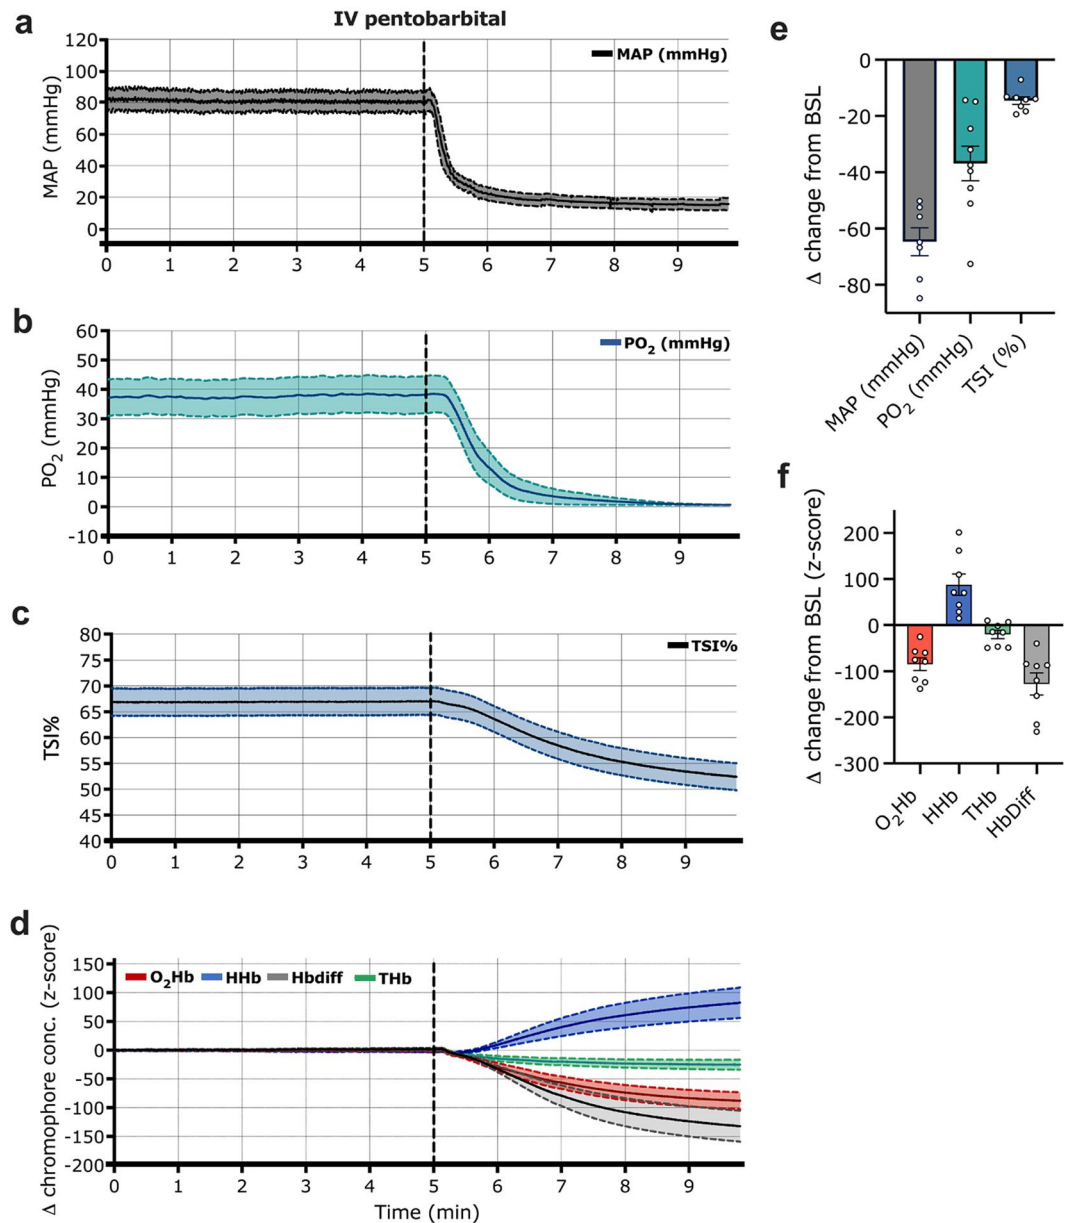 IV pentobarbital
a
MAP (mmHg)
120
100
80
60
40
20
0
MAP (mmHg)
0 1 2 3 4 5 6 7 8 9
b
PO2 (mmHg)
60
50
40
30
20
10
0
-10
PO2 (mmHg)
0 1 2 3 4 5 6 7 8 9
c
TSI%
80
75
70
65
60
55
50
45
40
TSI%
0 1 2 3 4 5 6 7 8 9
d
Δ chromophore conc. (z-score)
150
100
50
0
-50
-100
-150
-200
O2Hb HHb Hbdiff THb
0 1 2 3 4 5 6 7 8 9
Time (min)
e
Δ change from BSL
0
-20
-40
-60
-80
MAP (mmHg)
PO2 (mmHg)
TSI (%)
f
Δ change from BSL (z-score)
200
100
0
-100
-200
-300
O2Hb
HHb
THb
HbDiff